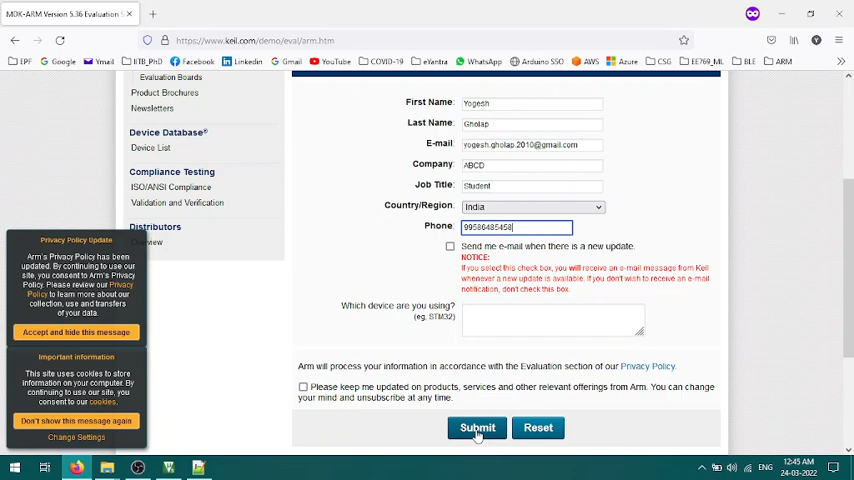 MDK-ARM Version 5.36 Evaluation S
https://www.keil.com/demo/eval/arm.htm
EPF
Google
Ymail
IITB_PhD
Facebook
Linkedin
Gmail
YouTube
COVID-19
eYantra
WhatsApp
Arduino SSO
AWS
Azure
CSG
EE769_ML
BLE
ARM
Evaluation Boards
Product Brochures
Newsletters
Device Database®
Device List
Compliance Testing
ISO/ANSI Compliance
Validation and Verification
Distributors
First Name:
Yogesh
Last Name:
Gholap
E-mail:
yogesh.gholap.2010@gmail.com
Company:
ABCD
Job Title:
Student
Country/Region:
India
Phone:
99586485458
Send me e-mail when there is a new update.
NOTICE:
If you select this check box, you will receive an e-mail message from Keil
whenever a new update is available. If you don't wish to receive an e-mail
notification, don't check this box.
Which device are you using?
(eg, STM32)
Arm will process your information in accordance with the Evaluation section of our Privacy Policy.
Please keep me updated on products, services and other relevant offerings from Arm. You can change
your mind and unsubscribe at any time.
Submit
Reset
Privacy Policy Update
Arm's Privacy Policy has been
updated. By continuing to use our
site, you consent to Arm's Privacy
Policy. Please review our Privacy
Policy to learn more about our
collection, use and transfers
of your data.
Accept and hide this message
Important information
This site uses cookies to store
information on your computer. By
continuing to use our site, you
consent to our cookies.
Don't show this message again
Change Settings
ENG
12:45 AM
24-03-2022